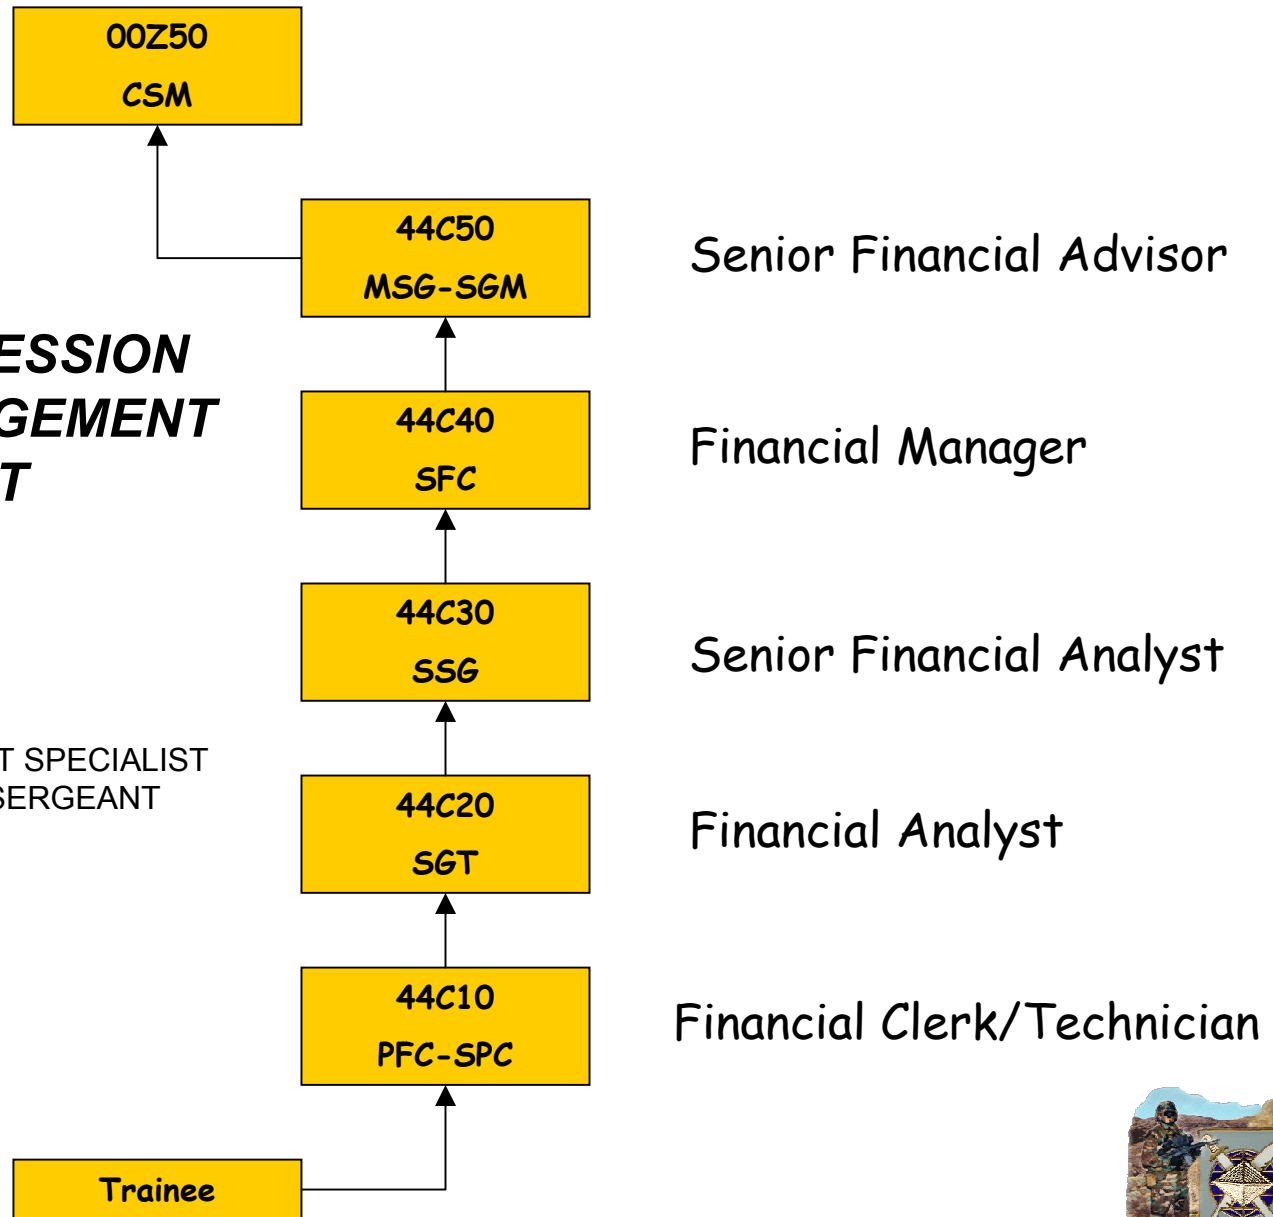 00Z50
CSM
44C50
MSG-SGM
Senior Financial Advisor
ESSION
GEMENT
T
44C40
SFC
Financial Manager
44C30
SSG
Senior Financial Analyst
T SPECIALIST
SERGEANT
44C20
SGT
Financial Analyst
44C10
PFC-SPC
Financial Clerk/Technician
Trainee